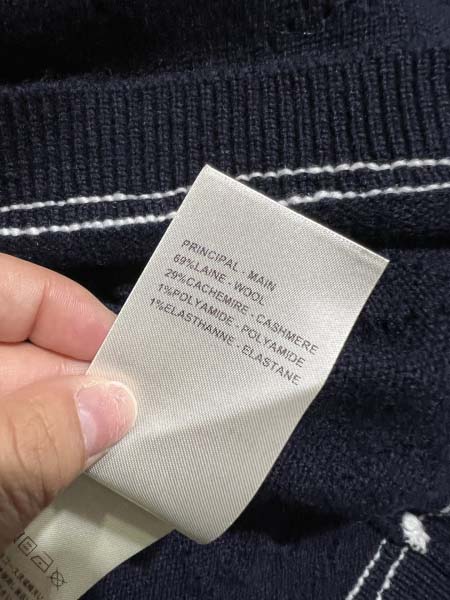 PRINCIPAL - MAIN
69%LAINE - WOOL
29%CACHEMIRE - CASHMERE
1%POLYAMIDE - POLYAMIDE
1%ELASTHANNE - ELASTANE